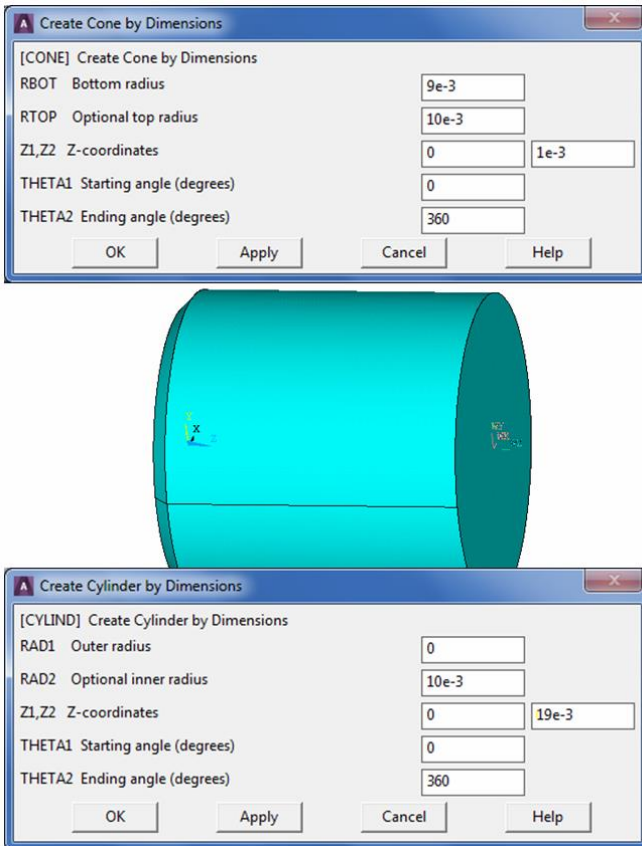 Create Cone by Dimensions
[CONE] Create Cone by Dimensions
RBOT Bottom radius 9e-3
RTOP Optional top radius 10e-3
Z1,Z2 Z-coordinates 0 1e-3
THETA1 Starting angle (degrees) 0
THETA2 Ending angle (degrees) 360
OK Apply Cancel Help
Y
X
Z
Create Cylinder by Dimensions
[CYLIND] Create Cylinder by Dimensions
RAD1 Outer radius 0
RAD2 Optional inner radius 10e-3
Z1,Z2 Z-coordinates 0 19e-3
THETA1 Starting angle (degrees) 0
THETA2 Ending angle (degrees) 360
OK Apply Cancel Help